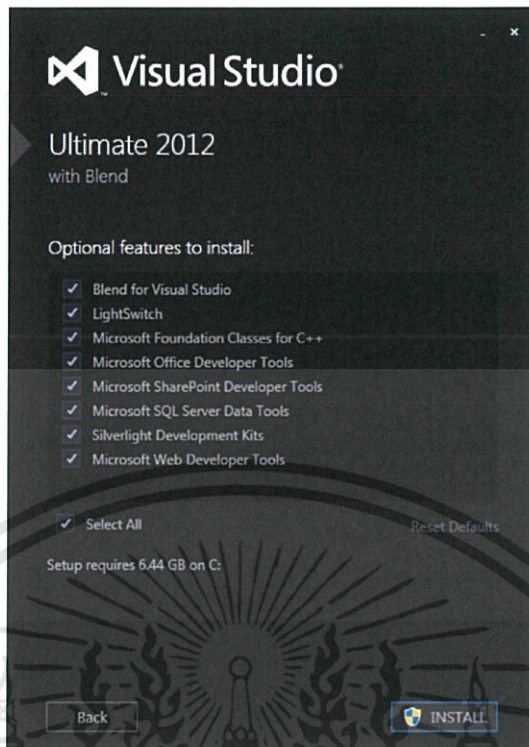 Visual Studio
Ultimate 2012
with Blend
Optional features to install:
Blend for Visual Studio
LightSwitch
Microsoft Foundation Classes for C++
Microsoft Office Developer Tools
Microsoft SharePoint Developer Tools
Microsoft SQL Server Data Tools
Silverlight Development Kits
Microsoft Web Developer Tools
Select All
Reset Defaults
Setup requires 6.44 GB on C:
Back
INSTALL